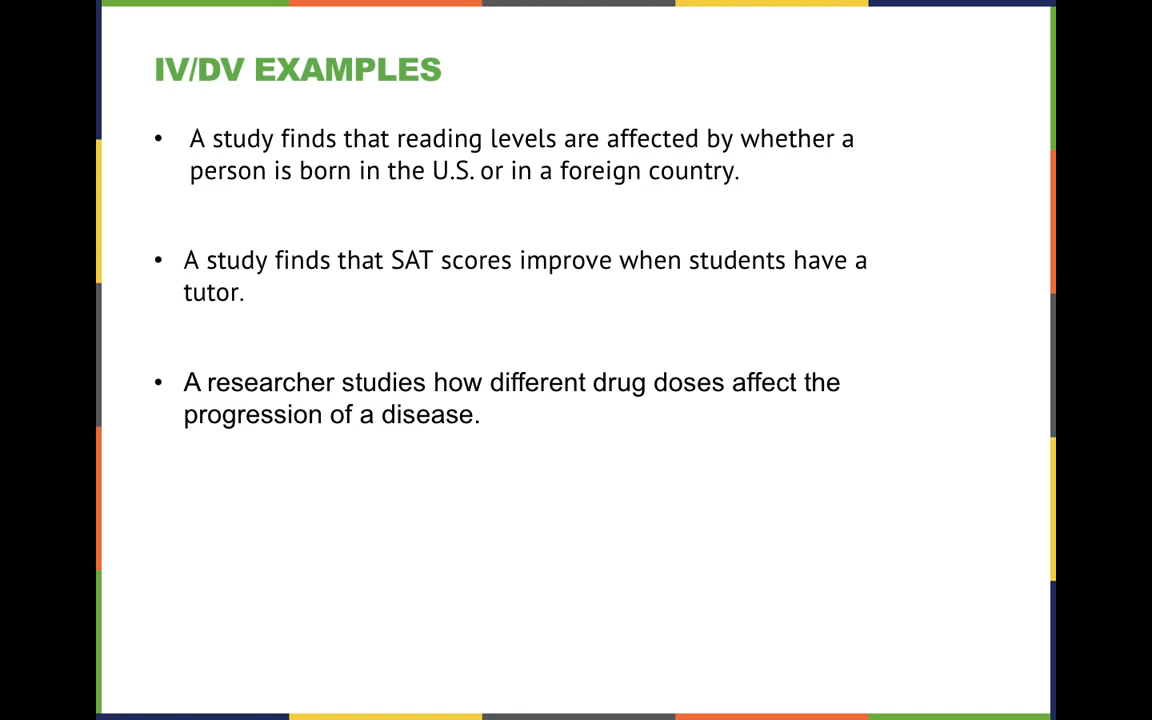 IV/DV EXAMPLES
• A study finds that reading levels are affected by whether a
person is born in the U.S. or in a foreign country.
• A study finds that SAT scores improve when students have a
tutor.
• A researcher studies how different drug doses affect the
progression of a disease.